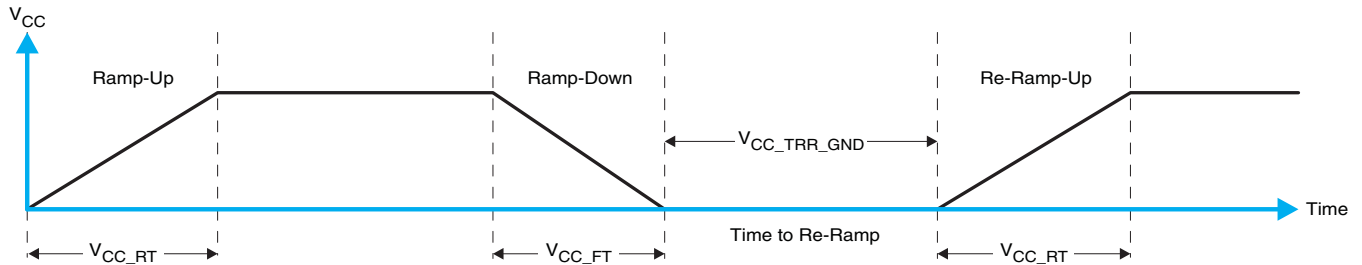 VCC
Ramp-Up
Ramp-Down
Re-Ramp-Up
VCC_TRR_GND
Time
Time to Re-Ramp
VCC_RT
VCC_FT
VCC_RT